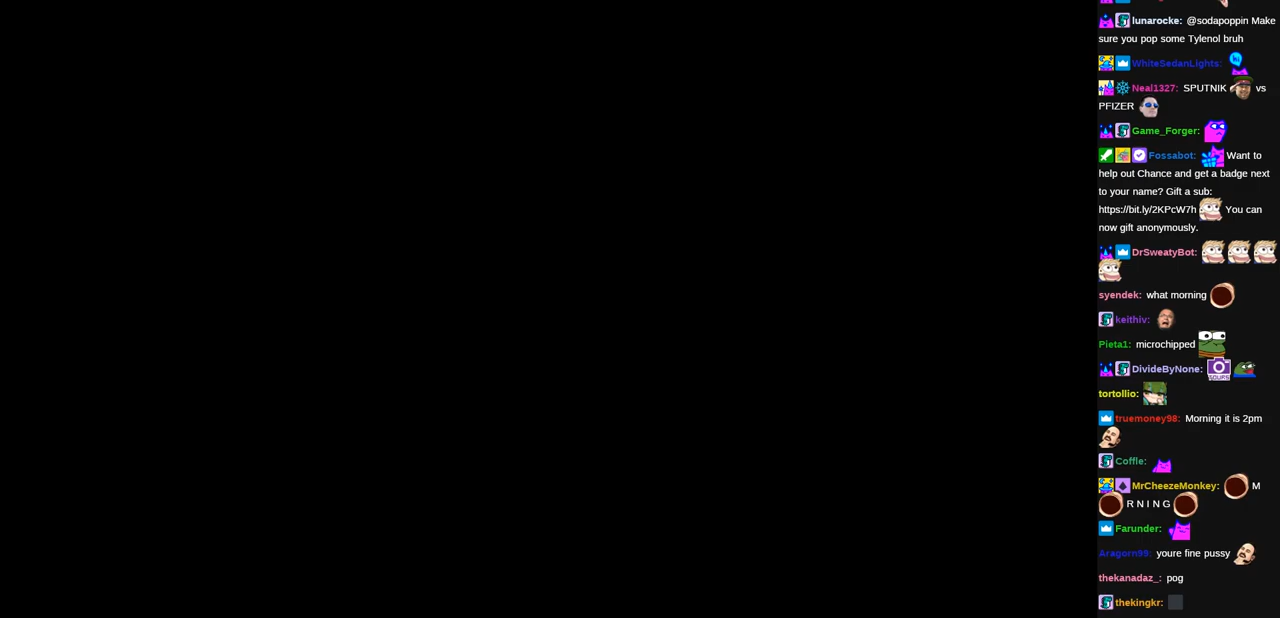 lunarocke: @sodapoppin Make
sure you pop some Tylenol bruh
WhiteSedanLights:
Neal1327: SPUTNIK vs
PFIZER
Game_Forger:
Fossabot: Want to
help out Chance and get a badge next
to your name? Gift a sub:
https://bit.ly/2KPcW7h You can
now gift anonymously.
DrSweatyBot:
syendek: what morning
keithiv:
Pieta1: microchipped
DivideByNone:
tortollio:
truemoney98: Morning it is 2pm
Coffle:
MrCheezeMonkey: M
R N I N G
Farunder:
Aragorn99: youre fine pussy
thekanadaz_: pog
thekingkr: